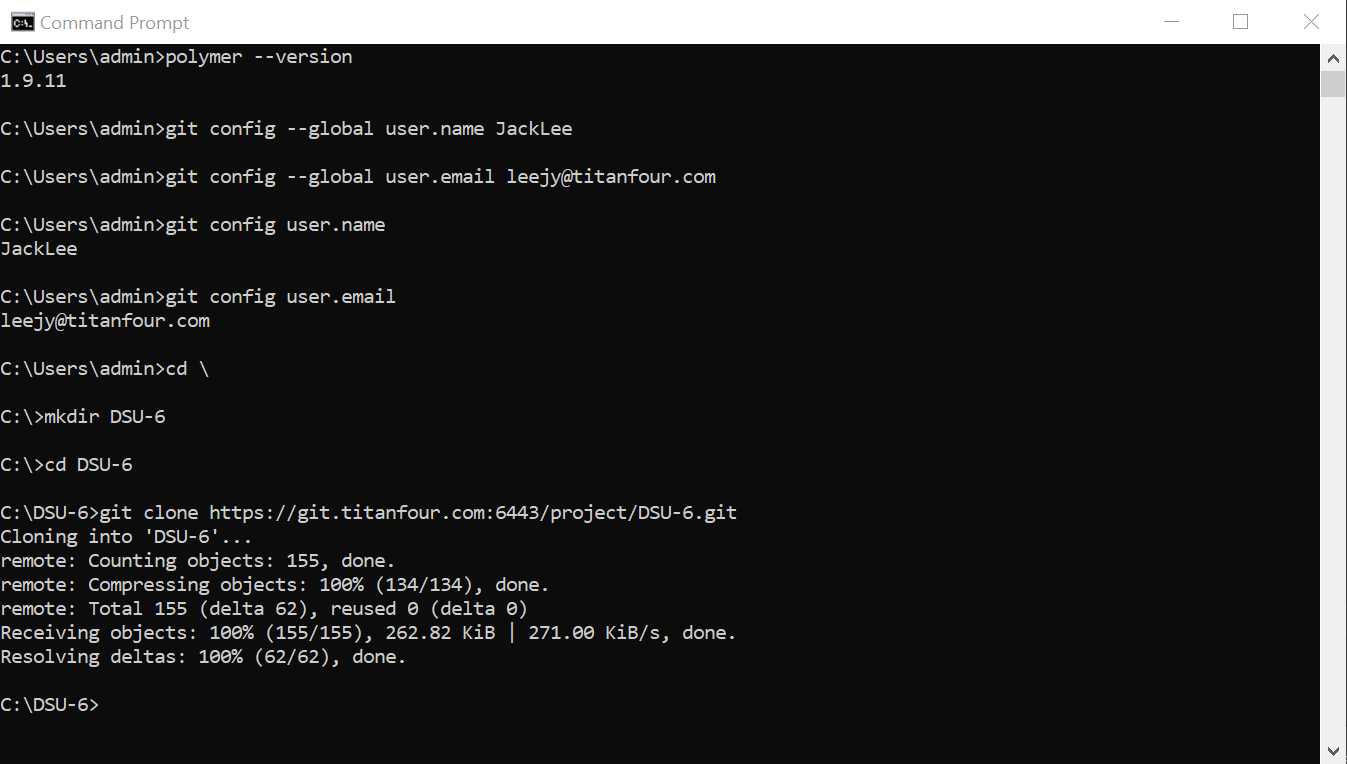 Command Prompt
C:\Users\admin>polymer --version
1.9.11
C:\Users\admin>git config --global user.name JackLee
C:\Users\admin>git config --global user.email leejy@titanfour.com
C:\Users\admin>git config user.name
JackLee
C:\Users\admin>git config user.email
leejy@titanfour.com
C:\Users\admin>cd \
C:\>mkdir DSU-6
C:\>cd DSU-6
C:\DSU-6>git clone https://git.titanfour.com:6443/project/DSU-6.git
Cloning into 'DSU-6'...
remote: Counting objects: 155, done.
remote: Compressing objects: 100% (134/134), done.
remote: Total 155 (delta 62), reused 0 (delta 0)
Receiving objects: 100% (155/155), 262.82 KiB | 271.00 KiB/s, done.
Resolving deltas: 100% (62/62), done.
C:\DSU-6>